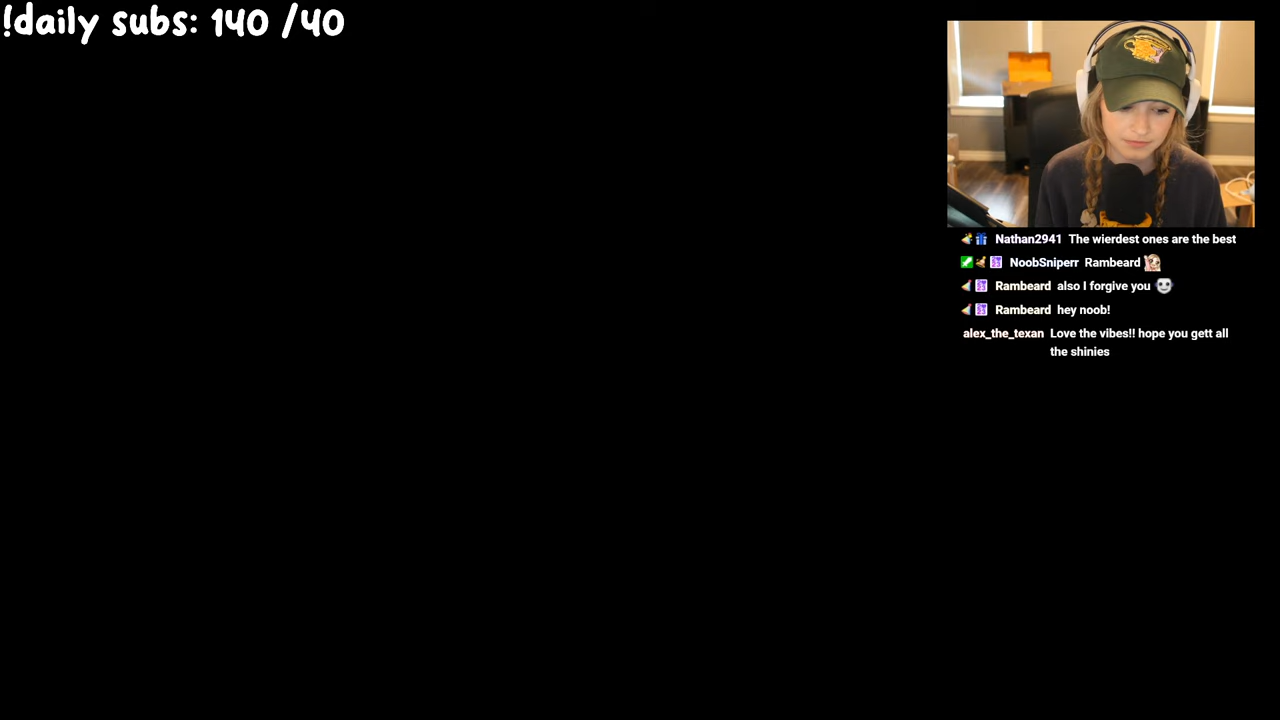 !daily subs: 140 /40
Nathan2941 The wierdest ones are the best
NoobSniperr Rambeard
Rambeard also I forgive you
Rambeard hey noob!
alex_the_texan Love the vibes!! hope you gett all
the shinies